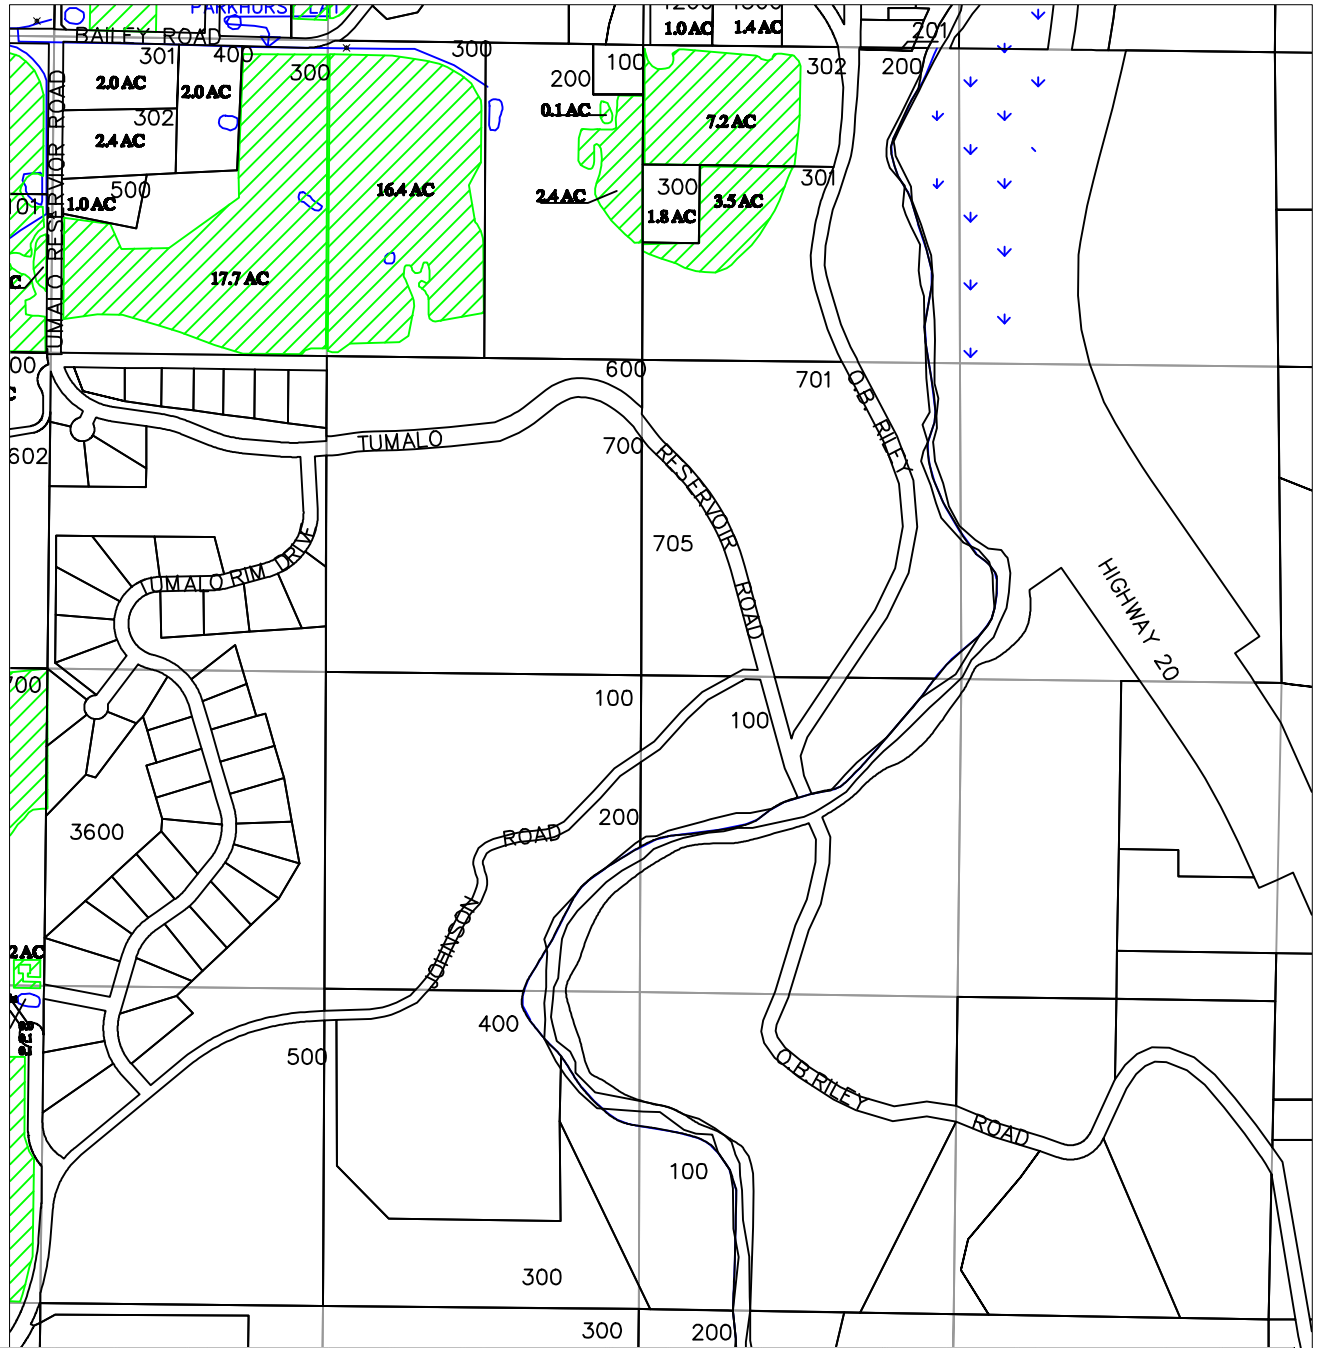 PARKHURST LAT
1.0 AC
1.4 AC
BAILEY ROAD
201
301
400
300
300
200
100
302
200
2.0 AC
2.0 AC
0.1 AC
302
7.2 AC
2.4 AC
500
16.4 AC
2.4 AC
300
301
1.0 AC
1.8 AC
3.5 AC
TUMALO RESERVIOR ROAD
17.7 AC
600
701
O.B. RILEY
TUMALO
700
RESERVOIR
602
705
TUMALO RIM DRIVE
ROAD
HIGHWAY 20
100
100
200
ROAD
3600
JOHNSON
2 AC
400
500
O.B.RILEY
ROAD
100
300
300
200